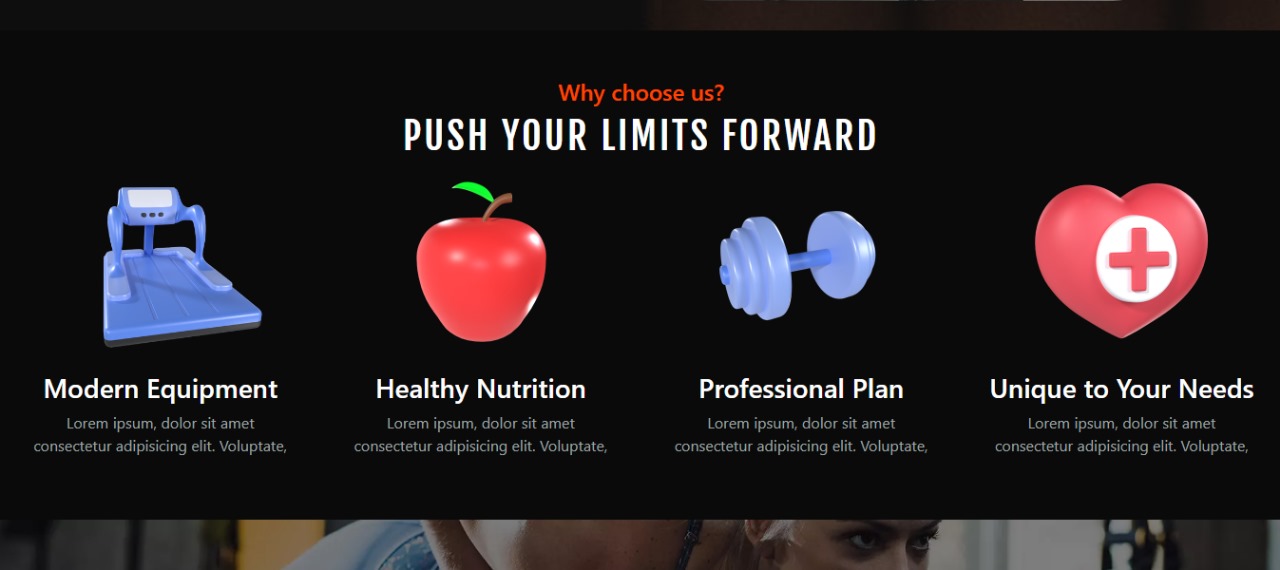 Why choose us?
PUSH YOUR LIMITS FORWARD
Modern Equipment
Lorem ipsum, dolor sit amet
consectetur adipisicing elit. Voluptate,
Healthy Nutrition
Lorem ipsum, dolor sit amet
consectetur adipisicing elit. Voluptate,
Professional Plan
Lorem ipsum, dolor sit amet
consectetur adipisicing elit. Voluptate,
Unique to Your Needs
Lorem ipsum, dolor sit amet
consectetur adipisicing elit. Voluptate,